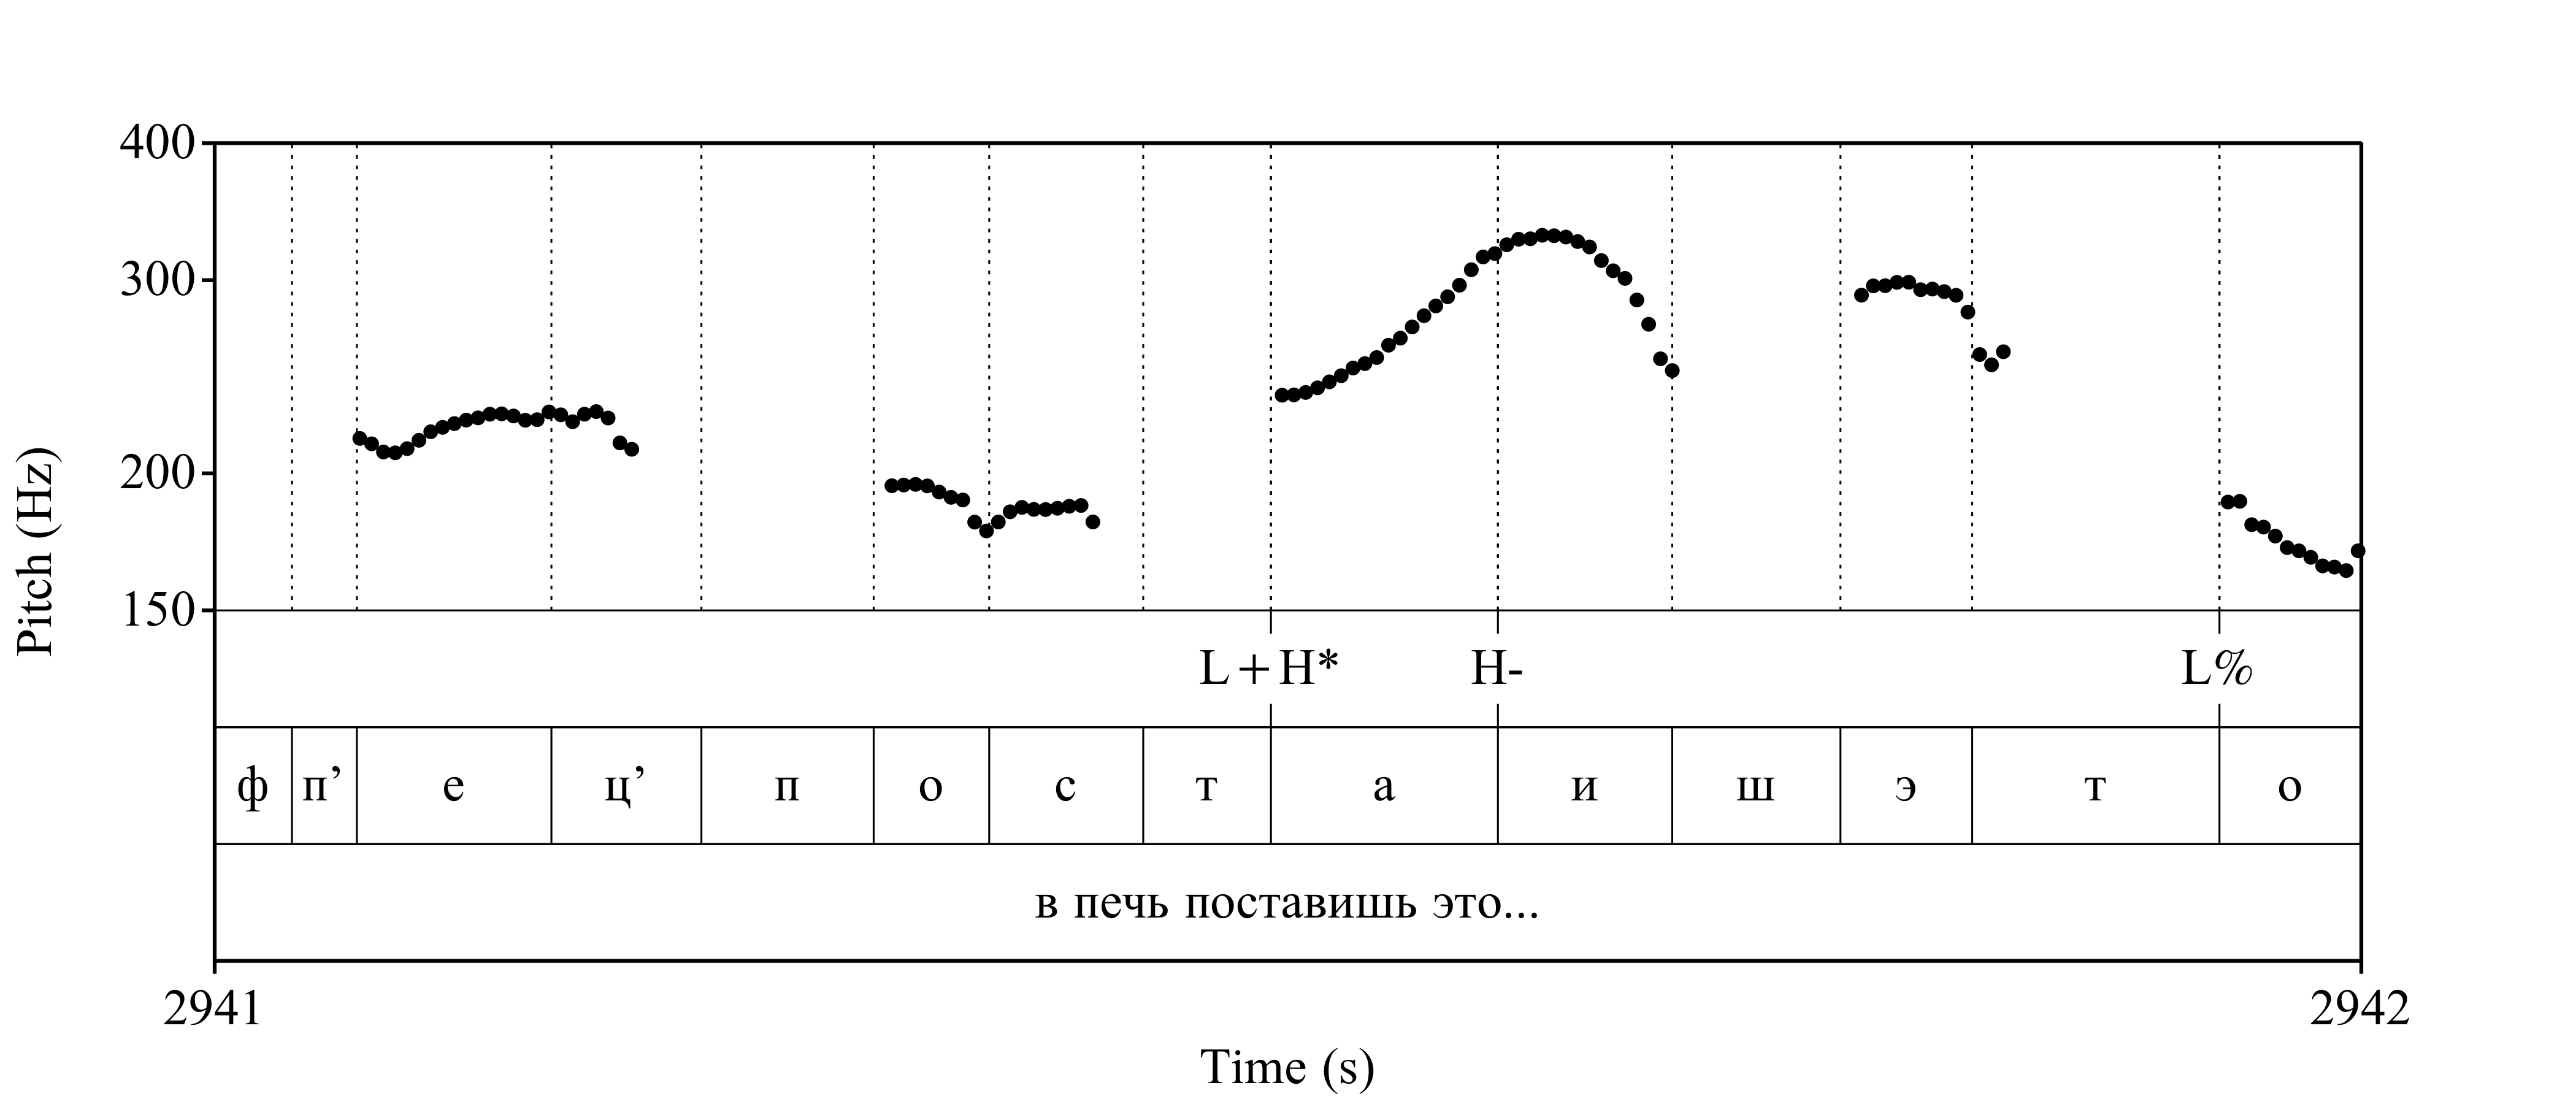 400
300
200
150
Pitch (Hz)
L+H* H- L%
ф п’ е ц’ п о с т а и ш э т о
в печь поставишь это...
2941 2942
Time (s)